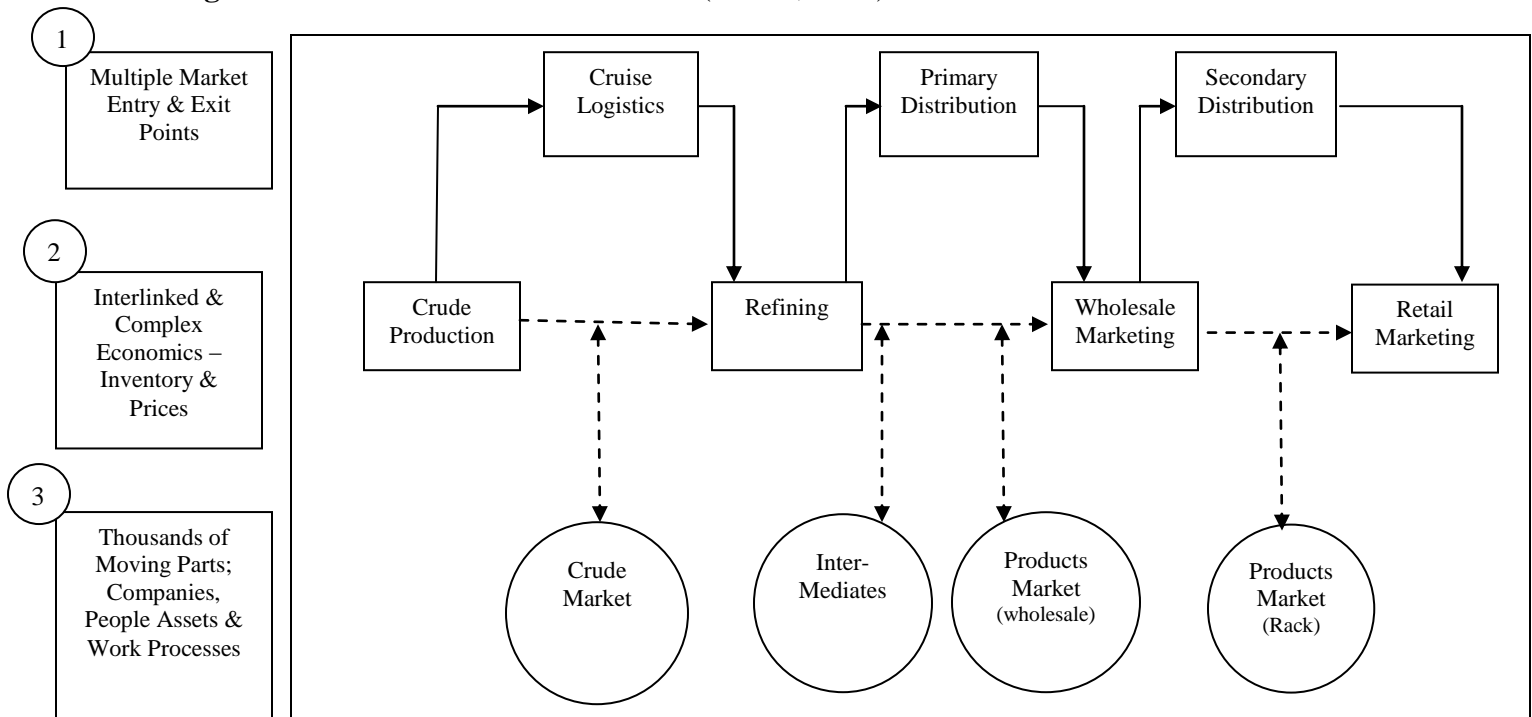 1
Multiple Market
Entry & Exit
Points
2
Interlinked &
Complex
Economics –
Inventory &
Prices
3
Thousands of
Moving Parts;
Companies,
People Assets &
Work Processes
Cruise
Logistics
Primary
Distribution
Secondary
Distribution
Crude
Production
Refining
Wholesale
Marketing
Retail
Marketing
Crude
Market
Inter-
Mediates
Products
Market
(wholesale)
Products
Market
(Rack)